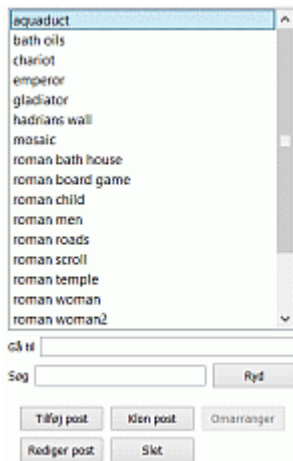 aquaduct
bath oils
chariot
emperor
gladiator
hadrians wall
mosaic
roman bath house
roman board game
roman child
roman men
roman roads
roman scroll
roman temple
roman woman
roman woman2
Gå til
Søg
Ryd
Tilføj post
Klon post
Omarranger
Rediger post
Slet